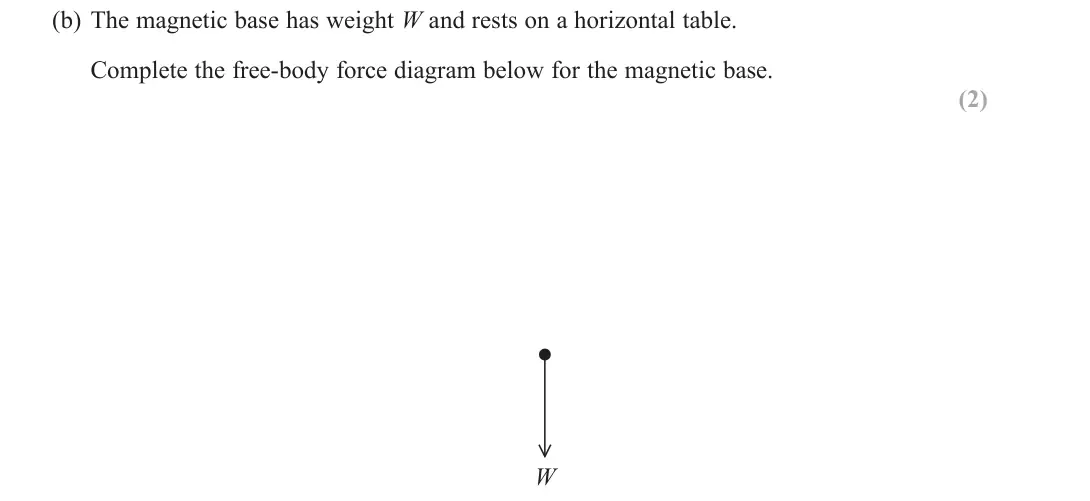 (b) The magnetic base has weight W and rests on a horizontal table.
Complete the free-body force diagram below for the magnetic base.
(2)
W